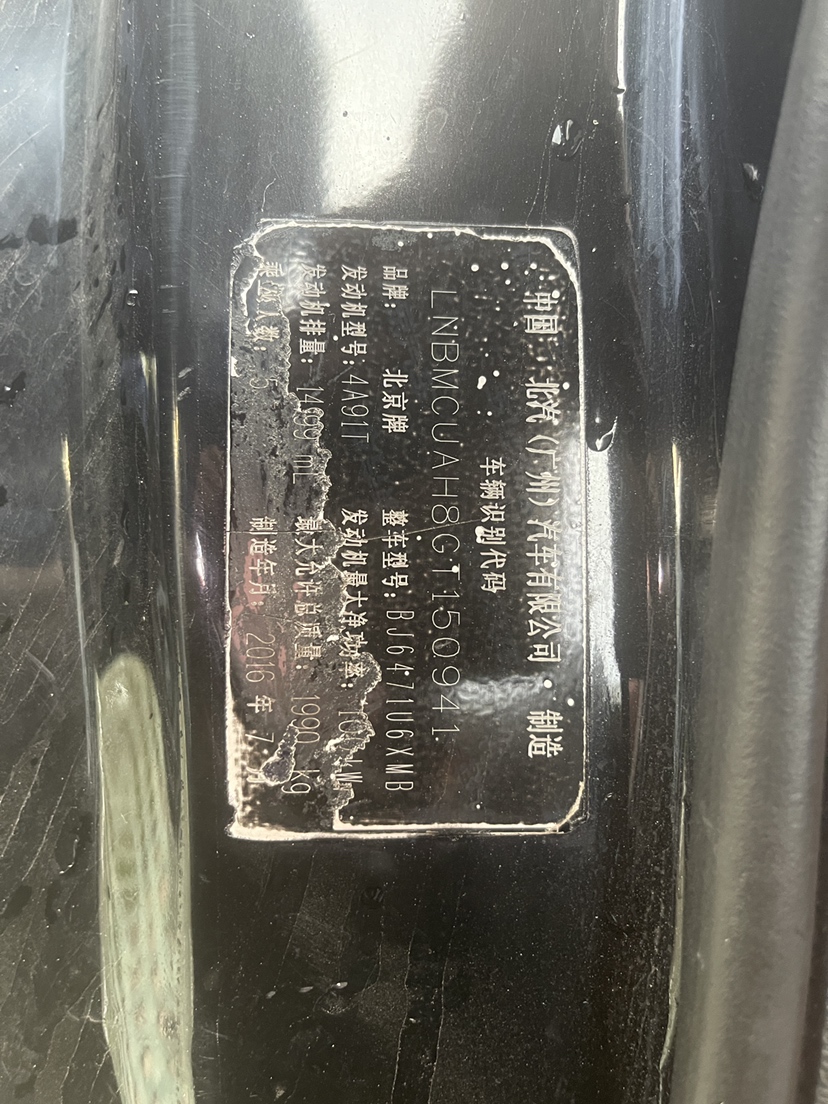 中国 北汽(广州)汽车有限公司 制造
车辆识别代码
LNBMCUAH8GT150941
品牌: 北京牌 整车型号: BJ6471U6XMB
发动机型号: 4A91T 发动机最大净功率: kW
发动机排量: 1499 mL 最大允许总质量: 1990 kg
乘坐人数: 5 制造年月: 2016 年 7 月